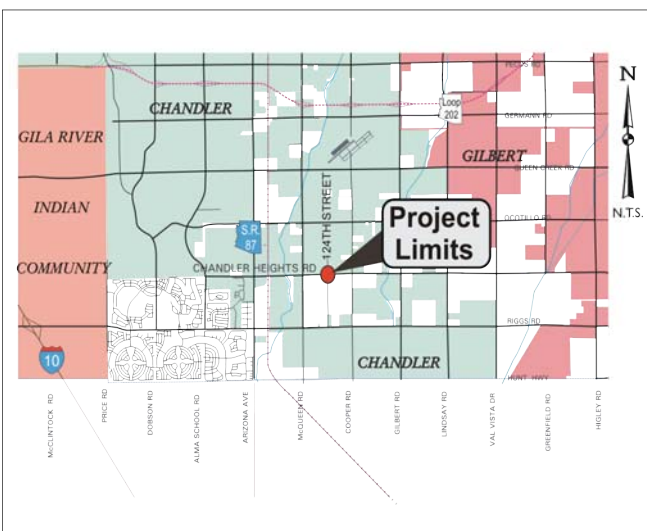 PECOS RD
N
CHANDLER
Loop
202
GERMANN RD
GILA RIVER
GILBERT
QUEEN CREEK RD
INDIAN
124TH STREET
Project
Limits
OCOTILLO RD
N.T.S.
S.R.
87
COMMUNITY
CHANDLER HEIGHTS RD
RIGGS RD
10
CHANDLER
HUNT HWY
McCLINTOCK RD
PRICE RD
DOBSON RD
ALMA SCHOOL RD
ARIZONA AVE
McQUEEN RD
COOPER RD
GILBERT RD
LINDSAY RD
VAL VISTA DR
GREENFIELD RD
HIGLEY RD